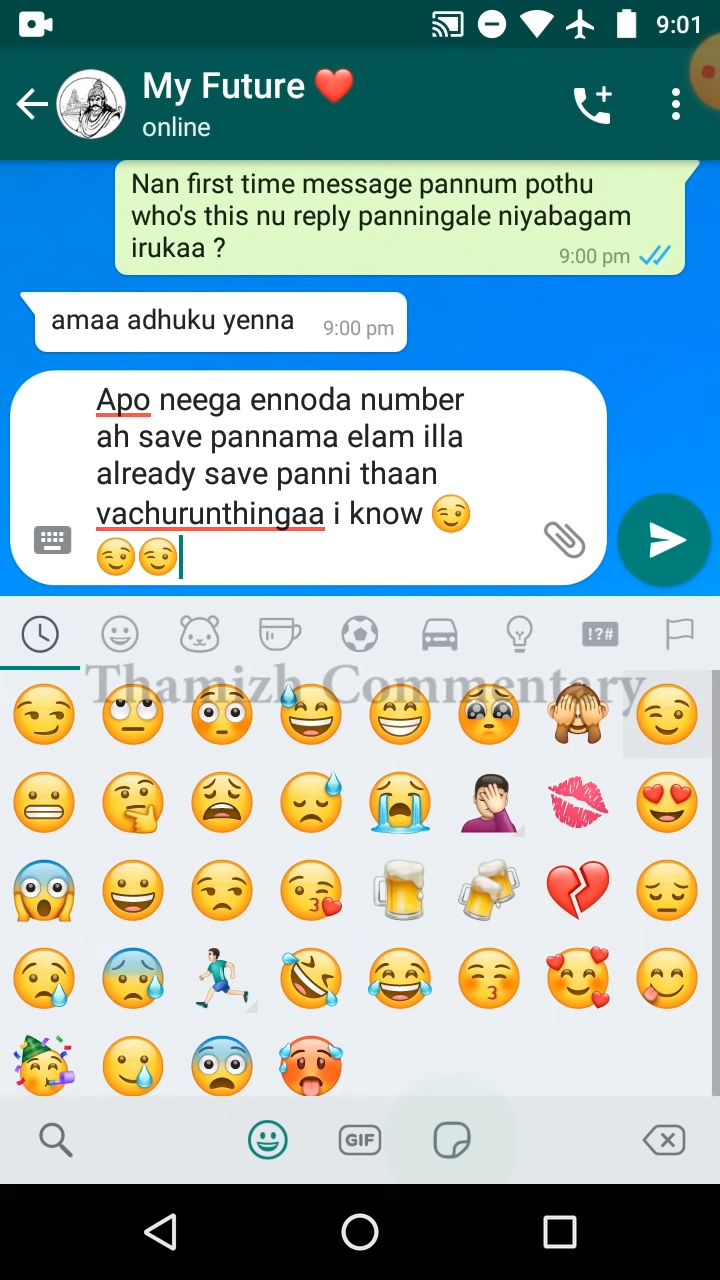 9:01
My Future ❤️
online
Nan first time message pannum pothu
who's this nu reply panningale niyabagam
irukaa ?
9:00 pm
amaa adhuku yenna
9:00 pm
Apo neega ennoda number
ah save pannama elam illa
already save panni thaan
vachurunthingaa i know 😉
😉😉
!?#
Thamizh Commentary
GIF